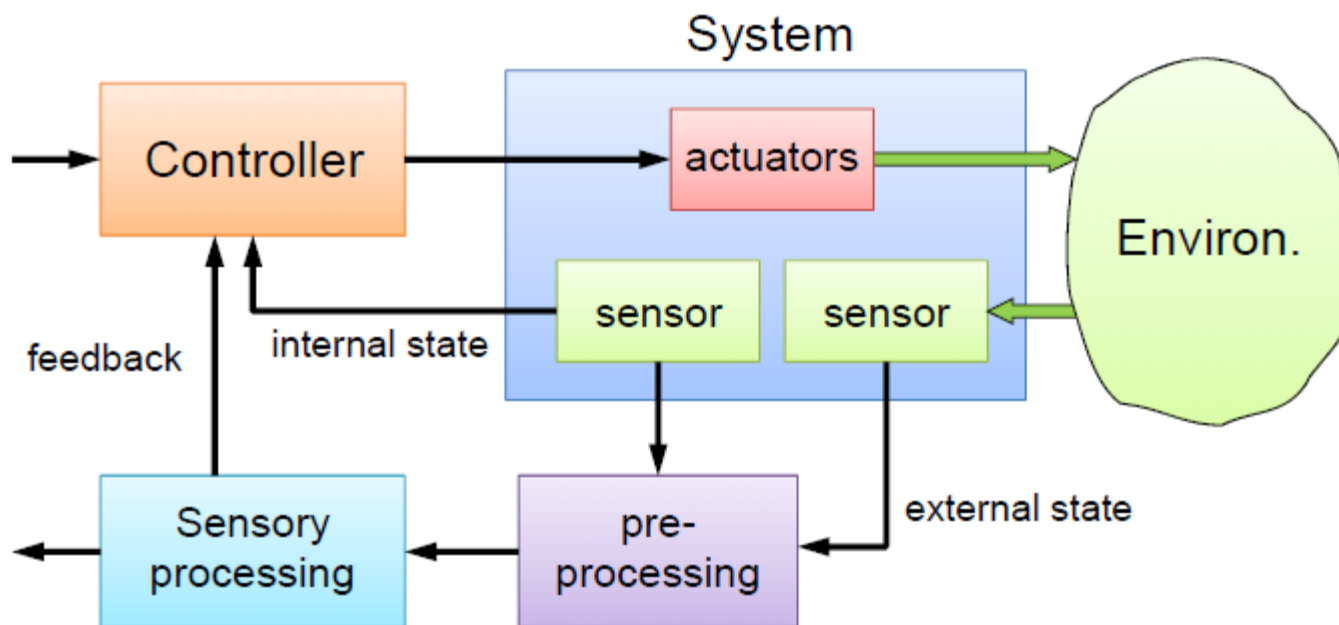 System
Controller
actuators
Environ.
sensor
sensor
internal state
feedback
Sensory
processing
pre-
processing
external state